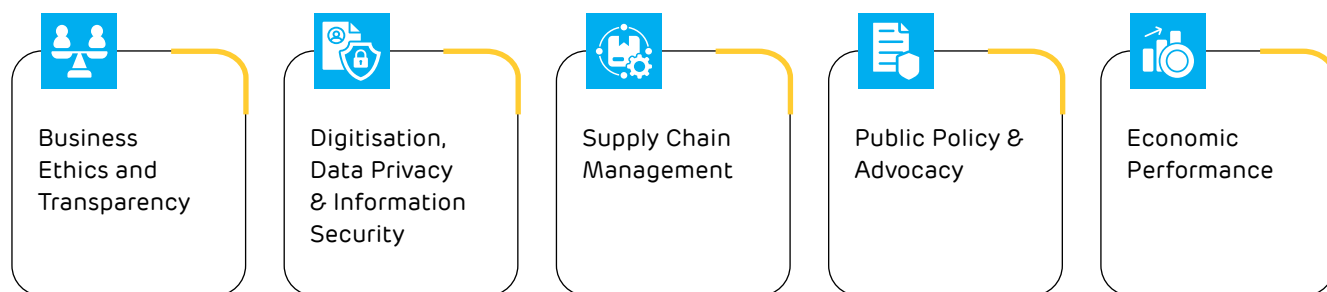 Business
Ethics and
Transparency
Digitisation,
Data Privacy
& Information
Security
Supply Chain
Management
Public Policy &
Advocacy
Economic
Performance